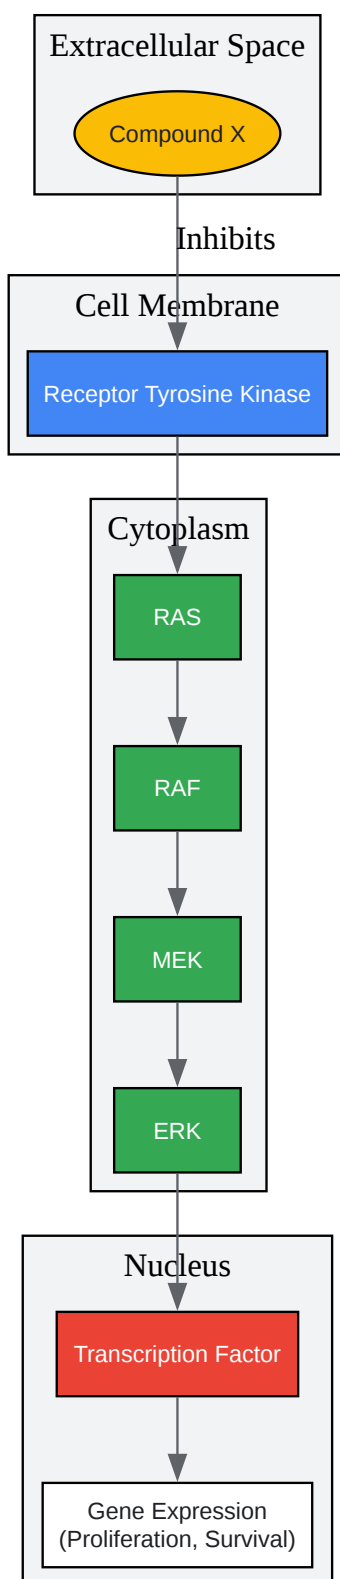 Extracellular Space
Compound X
Inhibits
Cell Membrane
Receptor Tyrosine Kinase
Cytoplasm
RAS
RAF
MEK
ERK
Nucleus
Transcription Factor
Gene Expression
(Proliferation, Survival)